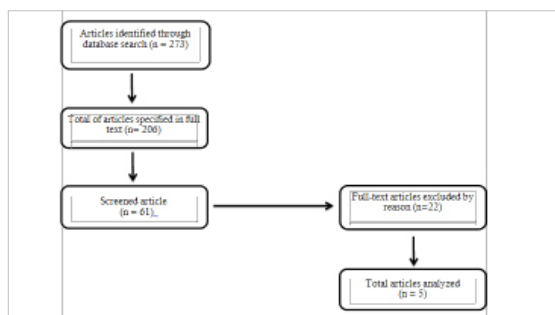 Articles identified through
database search (n = 273)
Total of articles specified in full
text (n= 206)
Screened article
(n = 61)
Full-text articles excluded by
reason (n=22)
Total articles analyzed
(n = 5)